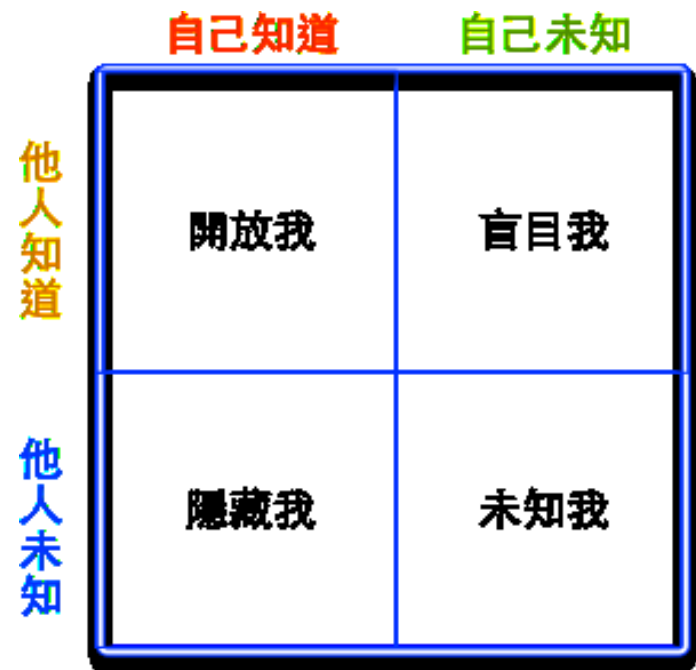 自己知道 自己未知
他人知道
開放我 盲目我
他人未知
隱藏我 未知我